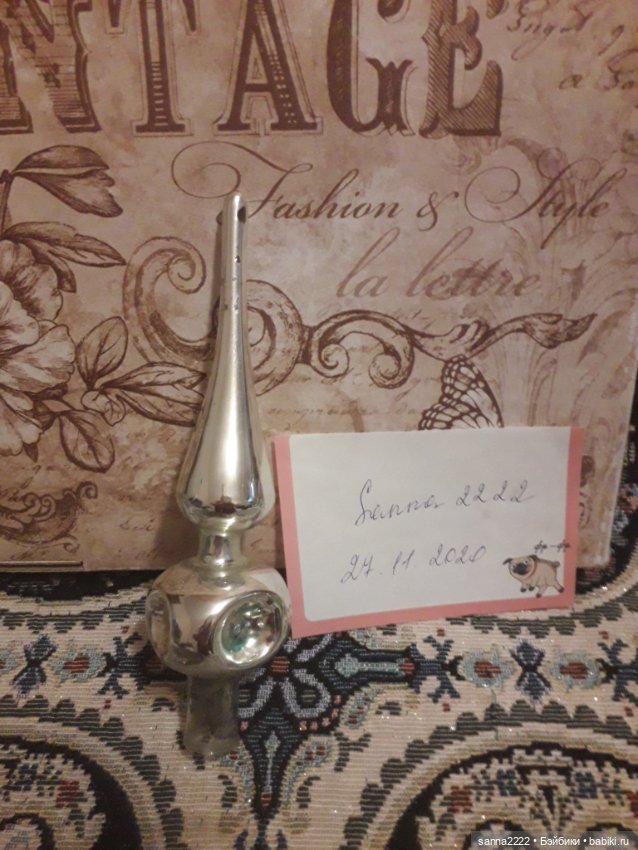 NTAGE
Fashion & Style
la lettre
Sanna 2222
27.11 2020
sanna2222 • Бэйбики • babiki.ru